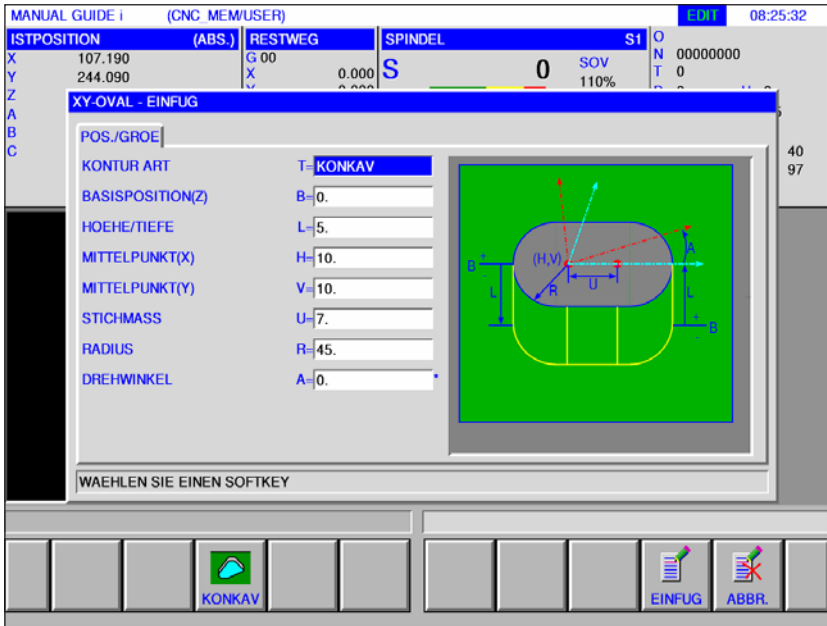 MANUAL GUIDE i (CNC_MEM/USER) EDIT 08:25:32
ISTPOSITION (ABS.) RESTWEG SPINDEL S1 O
X 107.190 G 00 S 0 SOV N 00000000
Y 244.090 X 0.000 110% T 0
Z
A
B
C 40
97
XY-OVAL - EINFUG
POS./GROE
KONTUR ART T= KONKAV
BASISPOSITION(Z) B= 0.
HOEHE/TIEFE L= 5.
MITTELPUNKT(X) H= 10.
MITTELPUNKT(Y) V= 10.
STICHMASS U= 7.
RADIUS R= 45.
DREHWINKEL A= 0. °
(H,V)
A
B + -
L
R
U
L
+ - B
WAEHLEN SIE EINEN SOFTKEY
KONKAV EINFUG ABBR.